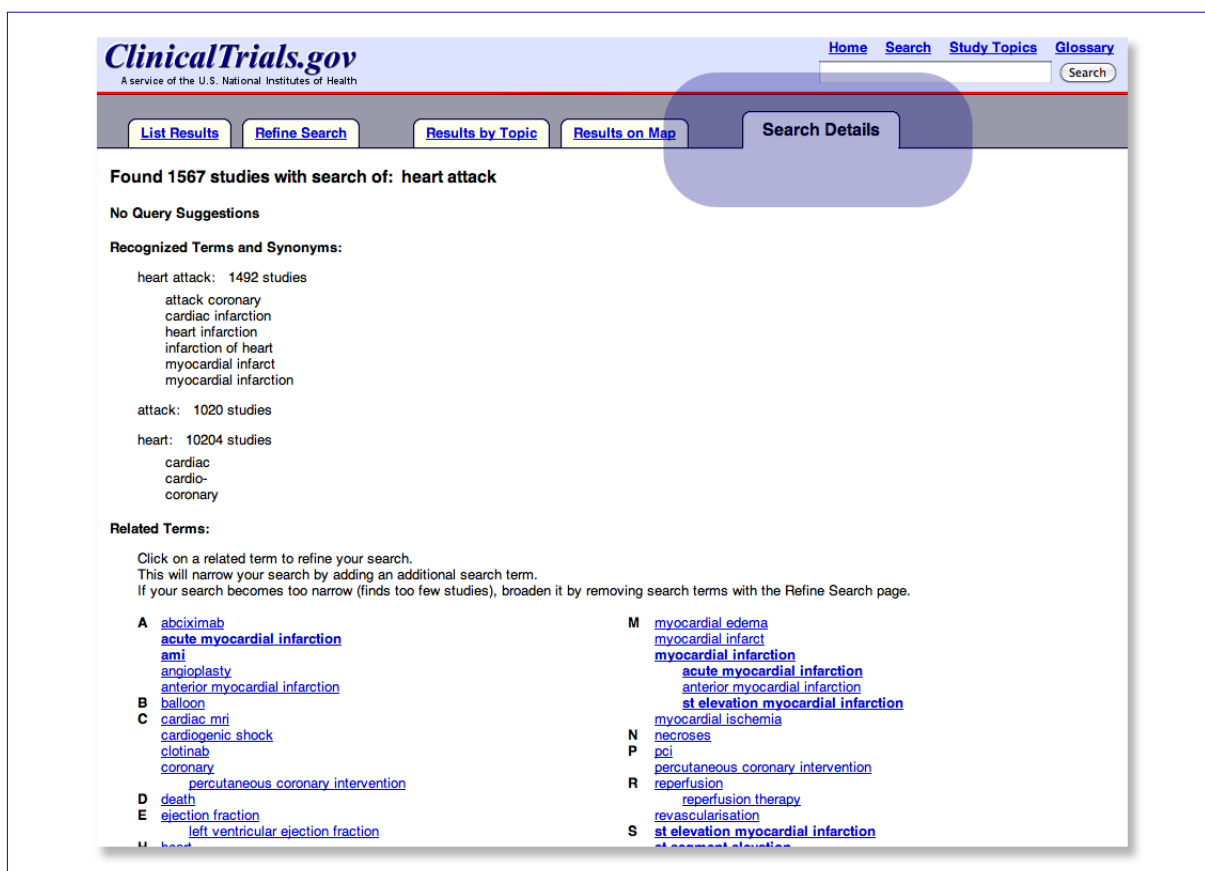 ClinicalTrials.gov
A service of the U.S. National Institutes of Health
Home Search Study Topics Glossary
Search
List Results Refine Search Results by Topic Results on Map Search Details
Found 1567 studies with search of: heart attack
No Query Suggestions
Recognized Terms and Synonyms:
heart attack: 1492 studies
attack coronary
cardiac infarction
heart infarction
infarction of heart
myocardial infarct
myocardial infarction
attack: 1020 studies
heart: 10204 studies
cardiac
cardio-
coronary
Related Terms:
Click on a related term to refine your search.
This will narrow your search by adding an additional search term.
If your search becomes too narrow (finds too few studies), broaden it by removing search terms with the Refine Search page.
A abciximab
acute myocardial infarction
ami
angioplasty
anterior myocardial infarction
B balloon
C cardiac mri
cardiogenic shock
clotinab
coronary
percutaneous coronary intervention
D death
E ejection fraction
left ventricular ejection fraction
H heart
M myocardial edema
myocardial infarct
myocardial infarction
acute myocardial infarction
anterior myocardial infarction
st elevation myocardial infarction
myocardial ischemia
N necroses
P pci
percutaneous coronary intervention
R reperfusion
reperfusion therapy
revascularisation
S st elevation myocardial infarction
st segment elevation